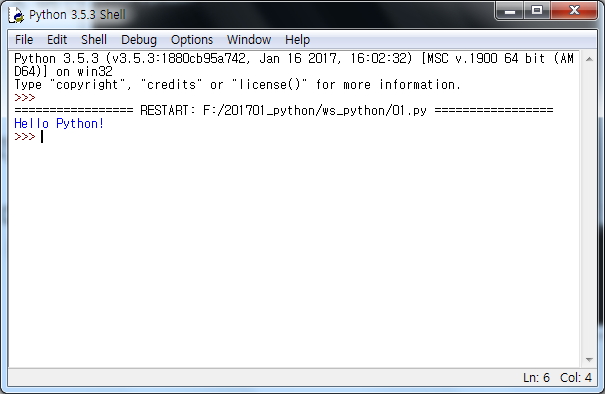 Python 3.5.3 Shell
File Edit Shell Debug Options Window Help
Python 3.5.3 (v3.5.3:1880cb95a742, Jan 16 2017, 16:02:32) [MSC v.1900 64 bit (AM
D64)] on win32
Type "copyright", "credits" or "license()" for more information.
>>>
================= RESTART: F:/201701_python/ws_python/01.py =================
Hello Python!
>>>
Ln: 6 Col: 4